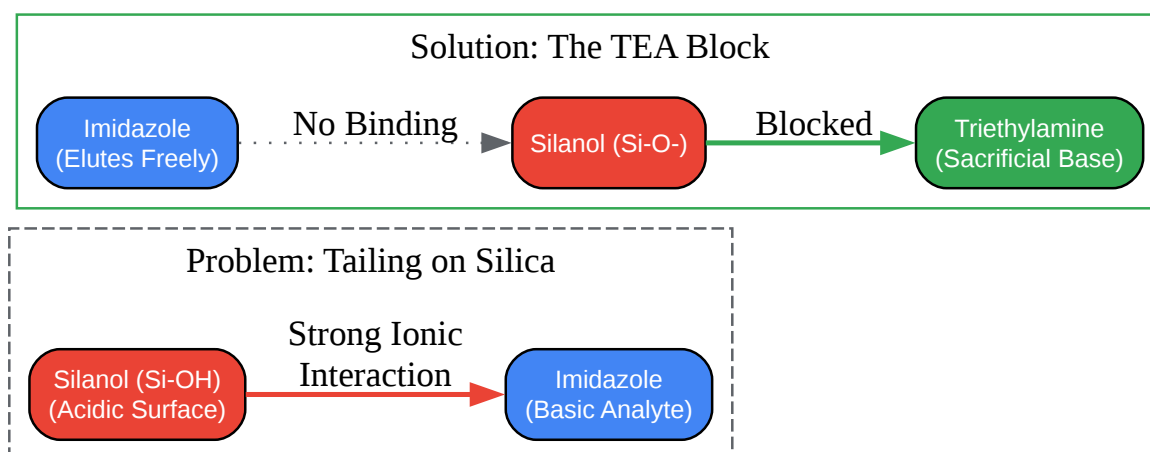 Solution: The TEA Block
Imidazole
(Elutes Freely)
No Binding
Silanol (Si-O-)
Blocked
Triethylamine
(Sacrificial Base)
Problem: Tailing on Silica
Silanol (Si-OH)
(Acidic Surface)
Strong Ionic
Interaction
Imidazole
(Basic Analyte)